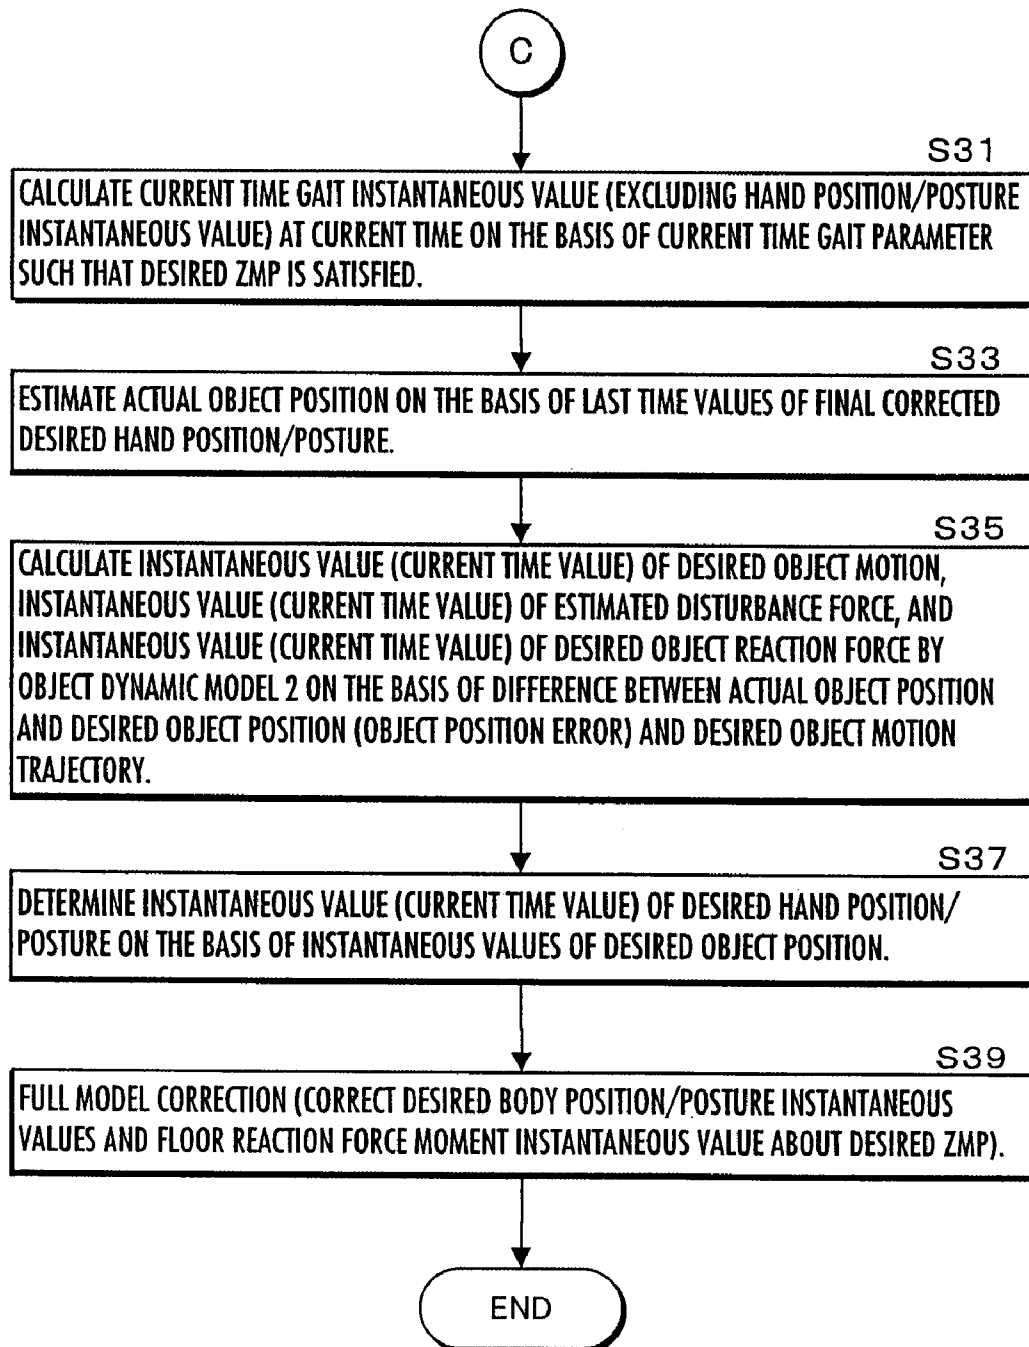 C
S31
CALCULATE CURRENT TIME GAIT INSTANTANEOUS VALUE (EXCLUDING HAND POSITION/POSTURE
INSTANTANEOUS VALUE) AT CURRENT TIME ON THE BASIS OF CURRENT TIME GAIT PARAMETER
SUCH THAT DESIRED ZMP IS SATISFIED.
S33
ESTIMATE ACTUAL OBJECT POSITION ON THE BASIS OF LAST TIME VALUES OF FINAL CORRECTED
DESIRED HAND POSITION/POSTURE.
S35
CALCULATE INSTANTANEOUS VALUE (CURRENT TIME VALUE) OF DESIRED OBJECT MOTION,
INSTANTANEOUS VALUE (CURRENT TIME VALUE) OF ESTIMATED DISTURBANCE FORCE, AND
INSTANTANEOUS VALUE (CURRENT TIME VALUE) OF DESIRED OBJECT REACTION FORCE BY
OBJECT DYNAMIC MODEL 2 ON THE BASIS OF DIFFERENCE BETWEEN ACTUAL OBJECT POSITION
AND DESIRED OBJECT POSITION (OBJECT POSITION ERROR) AND DESIRED OBJECT MOTION
TRAJECTORY.
S37
DETERMINE INSTANTANEOUS VALUE (CURRENT TIME VALUE) OF DESIRED HAND POSITION/
POSTURE ON THE BASIS OF INSTANTANEOUS VALUES OF DESIRED OBJECT POSITION.
S39
FULL MODEL CORRECTION (CORRECT DESIRED BODY POSITION/POSTURE INSTANTANEOUS
VALUES AND FLOOR REACTION FORCE MOMENT INSTANTANEOUS VALUE ABOUT DESIRED ZMP).
END